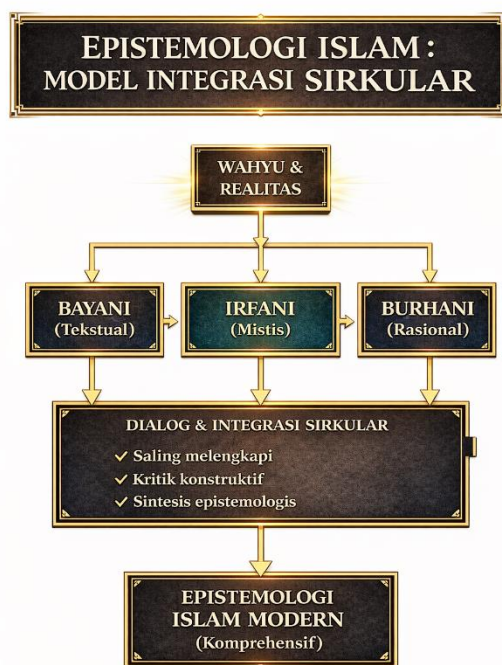 EPISTEMOLOGI ISLAM :
MODEL INTEGRASI SIRKULAR
WAHYU &
REALITAS
BAYANI
(Tekstual)
IRFANI
(Mistis)
BURHANI
(Rasional)
DIALOG & INTEGRASI SIRKULAR
✓ Saling melengkapi
✓ Kritik konstruktif
✓ Sintesis epistemologis
EPISTEMOLOGI
ISLAM MODERN
(Komprehensif)